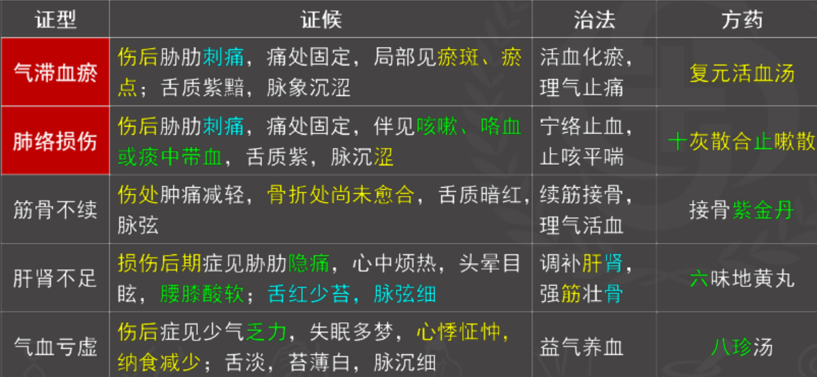 证型 证候 治法 方药
气滞血瘀 伤后胁肋刺痛，痛处固定，局部见瘀斑、瘀点；舌质紫黯，脉象沉涩 活血化瘀，理气止痛 复元活血汤
肺络损伤 伤后胁肋刺痛，痛处固定，伴见咳嗽、咯血或痰中带血，舌质紫，脉沉涩 宁络止血，止咳平喘 十灰散合止嗽散
筋骨不续 伤处肿痛减轻，骨折处尚未愈合，舌质暗红，脉弦 续筋接骨，理气活血 接骨紫金丹
肝肾不足 损伤后期症见胁肋隐痛，心中烦热，头晕目眩，腰膝酸软；舌红少苔，脉弦细 调补肝肾，强筋壮骨 六味地黄丸
气血亏虚 伤后症见少气乏力，失眠多梦，心悸怔忡，纳食减少；舌淡，苔薄白，脉沉细 益气养血 八珍汤